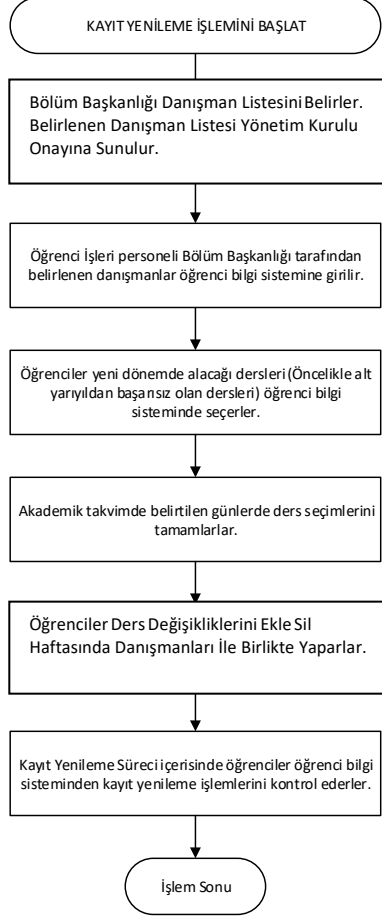 KAYIT YENİLEME İŞLEMİNİ BAŞLAT
Bölüm Başkanlığı Danışman Listesini Belirler.
Belirlenen Danışman Listesi Yönetim Kurulu
Onayına Sunulur.
Öğrenci İşleri personeli Bölüm Başkanlığı tarafından
belirlenen danışmanlar öğrenci bilgi sistemine girilir.
Öğrenciler yeni dönemde alacağı dersleri (Öncelikle alt
yarıyıldan başarısız olan dersleri) öğrenci bilgi
sisteminde seçerler.
Akademik takvimde belirtilen günlerde ders seçimlerini
tamamlarlar.
Öğrenciler Ders Değişikliklerini Ekle Sil
Haftasında Danışmanları İle Birlikte Yaparlar.
Kayıt Yenileme Süreci içerisinde öğrenciler öğrenci bilgi
sisteminden kayıt yenileme işlemlerini kontrol ederler.
İşlem Sonu